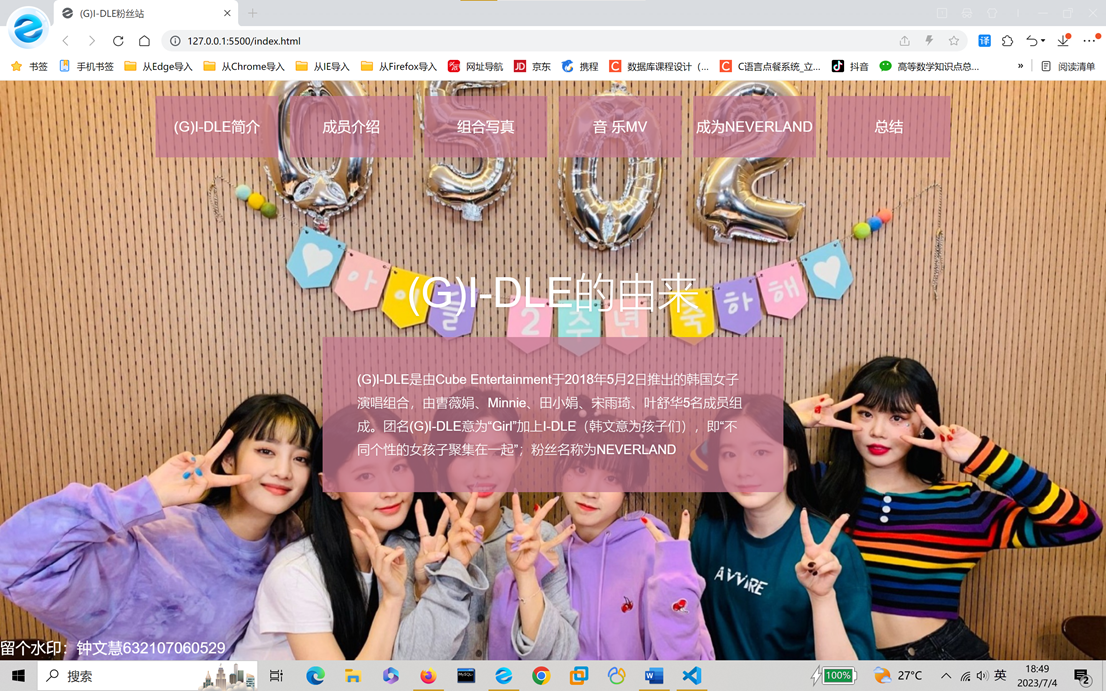 (G)I-DLE粉丝站
127.0.0.1:5500/index.html
译
书签
手机书签
从Edge导入
从Chrome导入
从IE导入
从Firefox导入
网址导航
JD
京东
携程
C
数据库课程设计（...
C
C语言点餐系统_立...
抖音
高等数学知识点总...
»
阅读清单
0502
(G)I-DLE简介
成员介绍
组合写真
音 乐MV
成为NEVERLAND
总结
아이들 2주년 축하해
(G)I-DLE的由来
(G)I-DLE是由Cube Entertainment于2018年5月2日推出的韩国女子
演唱组合，由曺薇娟、Minnie、田小娟、宋雨琦、叶舒华5名成员组
成。团名(G)I-DLE意为“Girl”加上I-DLE（韩文意为孩子们），即“不
同个性的女孩子聚集在一起”；粉丝名称为NEVERLAND
留个水印：钟文慧632107060529
搜索
100%
27°C
英
18:49
2023/7/4
2